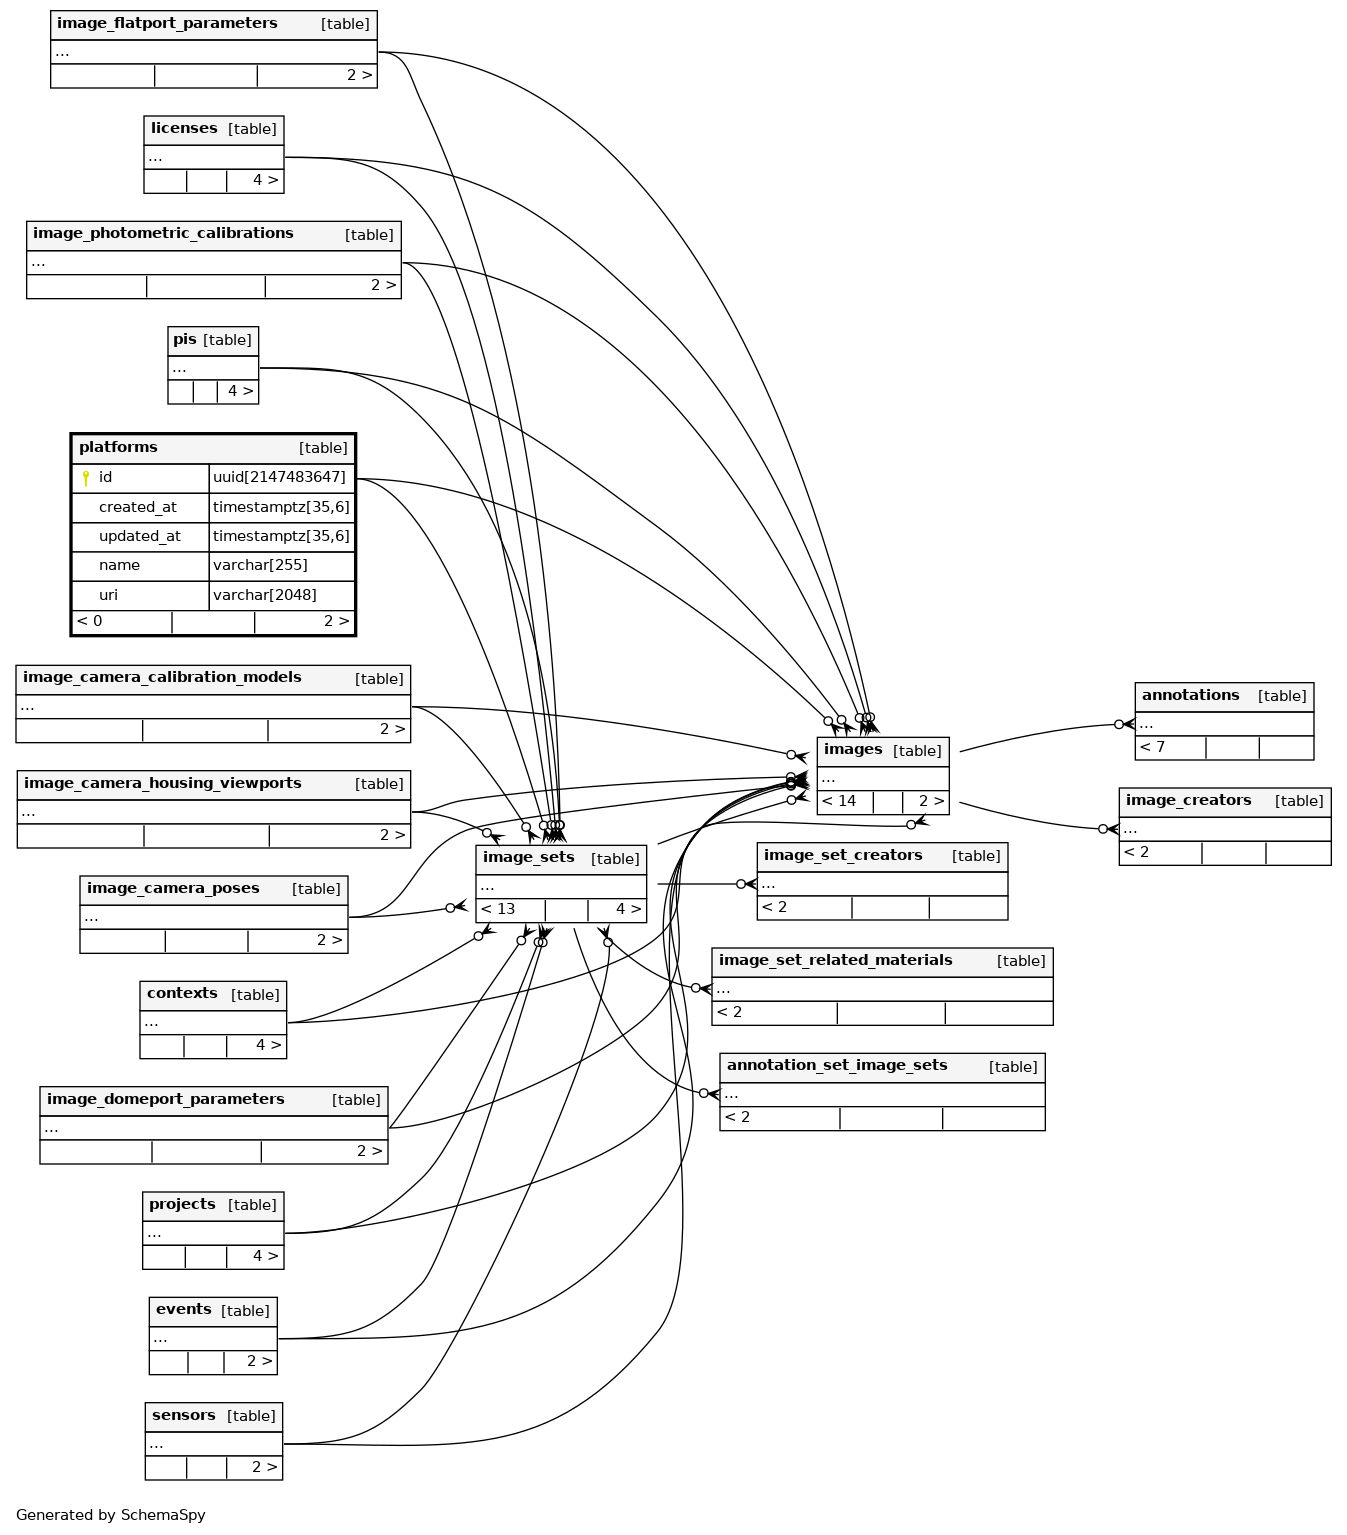 image_flatport_parameters [table]
...
2 >
licenses [table]
...
4 >
image_photometric_calibrations [table]
...
2 >
pis [table]
...
4 >
platforms [table]
id uuid[2147483647]
created_at timestamptz[35,6]
updated_at timestamptz[35,6]
name varchar[255]
uri varchar[2048]
< 0 2 >
image_camera_calibration_models [table]
...
2 >
image_camera_housing_viewports [table]
...
2 >
image_camera_poses [table]
...
2 >
contexts [table]
...
4 >
image_domeport_parameters [table]
...
2 >
projects [table]
...
4 >
events [table]
...
2 >
sensors [table]
...
2 >
image_sets [table]
...
< 13 4 >
images [table]
...
< 14 2 >
image_set_creators [table]
...
< 2
image_set_related_materials [table]
...
< 2
annotation_set_image_sets [table]
...
< 2
annotations [table]
...
< 7
image_creators [table]
...
< 2
Generated by SchemaSpy